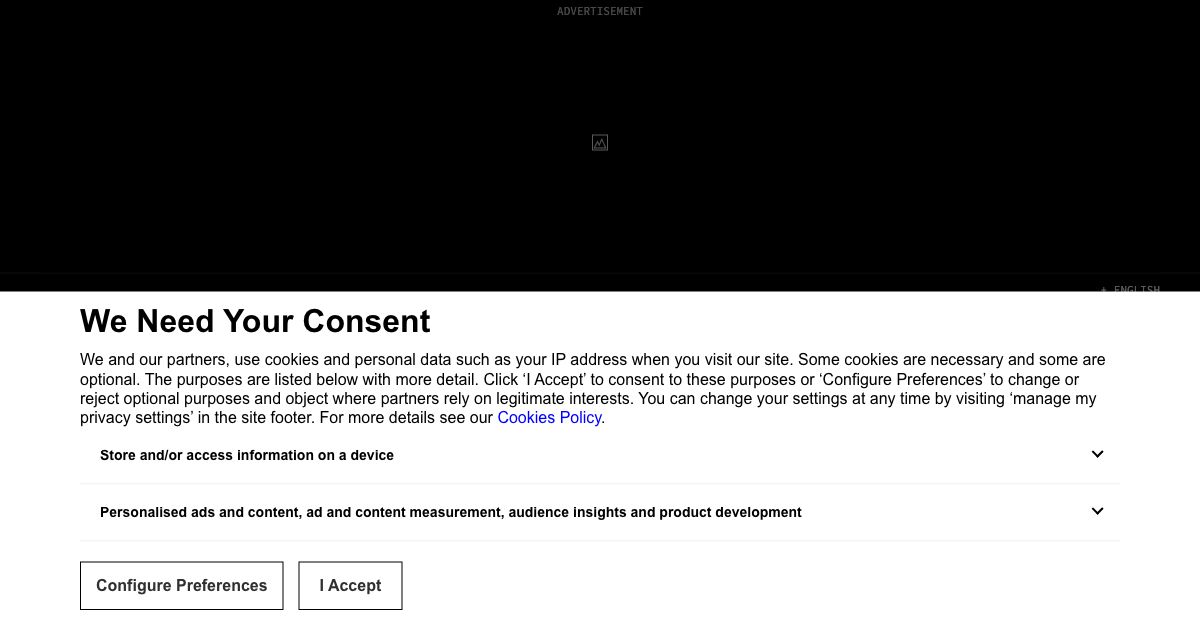 ADVERTISEMENT
+ ENGLISH
We Need Your Consent
We and our partners, use cookies and personal data such as your IP address when you visit our site. Some cookies are necessary and some are
optional. The purposes are listed below with more detail. Click ‘I Accept’ to consent to these purposes or ‘Configure Preferences’ to change or
reject optional purposes and object where partners rely on legitimate interests. You can change your settings at any time by visiting ‘manage my
privacy settings’ in the site footer. For more details see our Cookies Policy.
Store and/or access information on a device
Personalised ads and content, ad and content measurement, audience insights and product development
Configure Preferences
I Accept